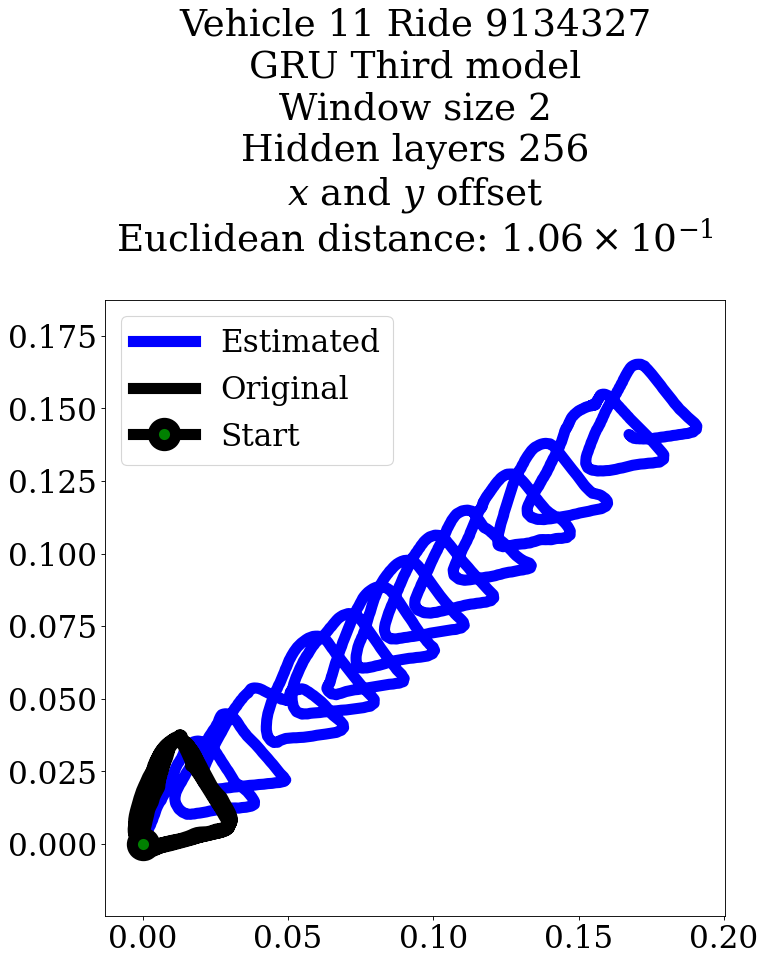 Vehicle 11 Ride 9134327
GRU Third model
Window size 2
Hidden layers 256
x and y offset
Euclidean distance: 1.06 × 10⁻¹
Estimated
Original
Start
0.175
0.150
0.125
0.100
0.075
0.050
0.025
0.000
0.00 0.05 0.10 0.15 0.20